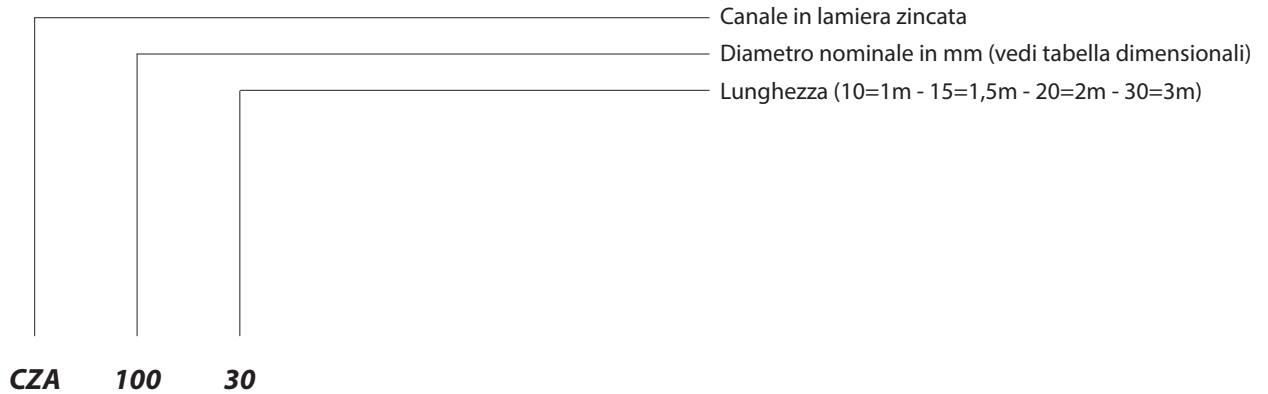 Canale in lamiera zincata
Diametro nominale in mm (vedi tabella dimensionali)
Lunghezza (10=1m - 15=1,5m - 20=2m - 30=3m)
CZA 100 30